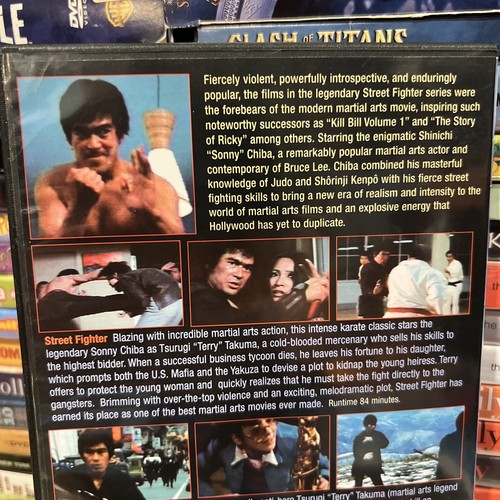 LE
DVD
VIDEO
CLASH OF TITANS
Fiercely violent, powerfully introspective, and enduringly
popular, the films in the legendary Street Fighter series were
the forebears of the modern martial arts movie, inspiring such
noteworthy successors as “Kill Bill Volume 1” and “The Story
of Ricky” among others. Starring the enigmatic Shinichi
“Sonny” Chiba, a remarkably popular martial arts actor and
contemporary of Bruce Lee. Chiba combined his masterful
knowledge of Judo and Shôrinji Kenpô with his fierce street
fighting skills to bring a new era of realism and intensity to the
world of martial arts films and an explosive energy that
Hollywood has yet to duplicate.
Street Fighter Blazing with incredible martial arts action, this intense karate classic stars the
legendary Sonny Chiba as Tsurugi "Terry" Takuma, a cold-blooded mercenary who sells his skills to
the highest bidder. When a successful business tycoon dies, he leaves his fortune to his daughter,
which prompts both the U.S. Mafia and the Yakuza to devise a plot to kidnap the young heiress. Terry
offers to protect the young woman and quickly realizes that he must take the fight directly to the
gangsters. Brimming with over-the-top violence and an exciting, melodramatic plot, Street Fighter has
earned its place as one of the best martial arts movies ever made. Runtime 84 minutes.
hero Tsurugi "Terry" Takuma (martial arts legend